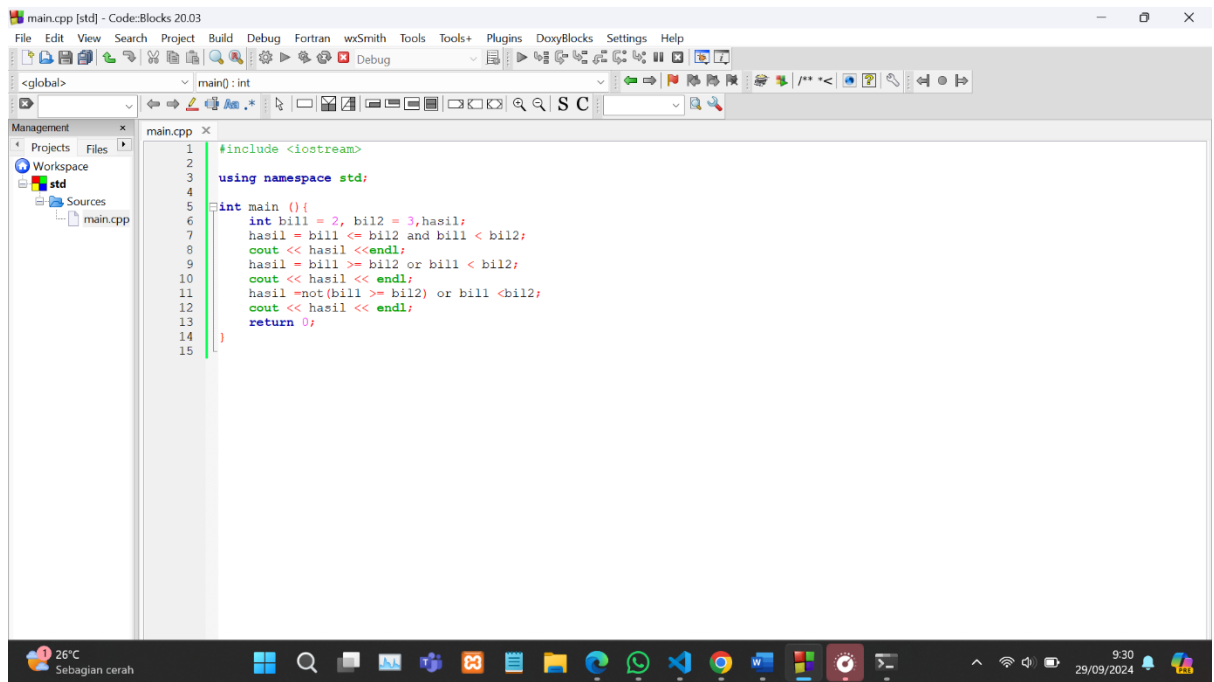 main.cpp [std] - Code::Blocks 20.03
File Edit View Search Project Build Debug Fortran wxSmith Tools Tools+ Plugins DoxyBlocks Settings Help
Debug
<global> main() : int
/** *<
S C
Management
Projects Files
Workspace
std
Sources
main.cpp
main.cpp
1 #include <iostream>
2
3 using namespace std;
4
5 int main (){
6 int bil1 = 2, bil2 = 3,hasil;
7 hasil = bil1 <= bil2 and bil1 < bil2;
8 cout << hasil <<endl;
9 hasil = bil1 >= bil2 or bil1 < bil2;
10 cout << hasil << endl;
11 hasil =not(bil1 >= bil2) or bil1 <bil2;
12 cout << hasil << endl;
13 return 0;
14 }
15
1
26°C
Sebagian cerah
9:30
29/09/2024
PRE